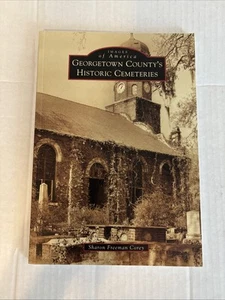 IMAGES
of America
GEORGETOWN COUNTY'S
HISTORIC CEMETERIES
Sharon Freeman Corey